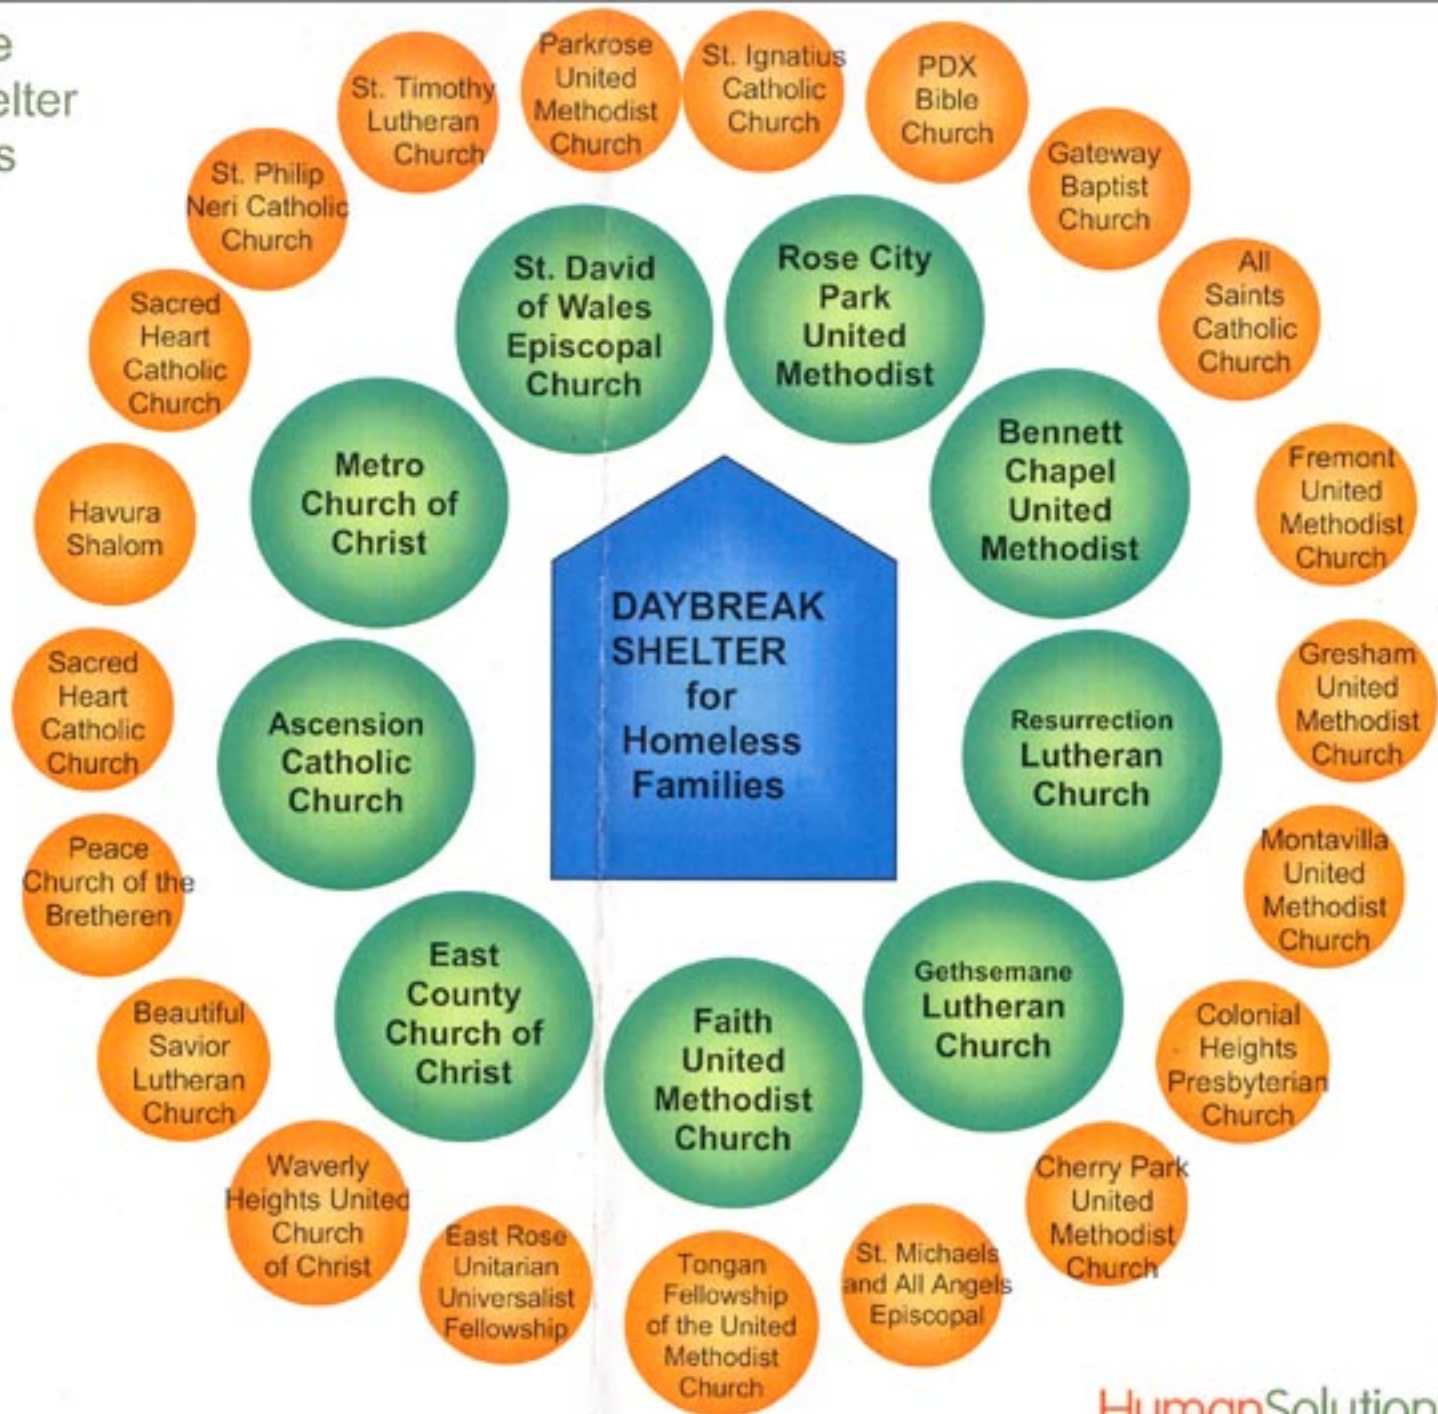 e
elter
s
Parkrose
United
Methodist
Church
St. Ignatius
Catholic
Church
PDX
Bible
Church
Gateway
Baptist
Church
All
Saints
Catholic
Church
Fremont
United
Methodist
Church
Gresham
United
Methodist
Church
Montavilla
United
Methodist
Church
Colonial
Heights
Presbyterian
Church
Cherry Park
United
Methodist
Church
St. Michaels
and All Angels
Episcopal
Tongan
Fellowship
of the United
Methodist
Church
East Rose
Unitarian
Universalist
Fellowship
Waverly
Heights United
Church
of Christ
Beautiful
Savior
Lutheran
Church
Peace
Church of the
Bretheren
Sacred
Heart
Catholic
Church
Havura
Shalom
Sacred
Heart
Catholic
Church
St. Philip
Neri Catholic
Church
St. Timothy
Lutheran
Church
St. David
of Wales
Episcopal
Church
Rose City
Park
United
Methodist
Bennett
Chapel
United
Methodist
Resurrection
Lutheran
Church
Gethsemane
Lutheran
Church
Faith
United
Methodist
Church
East
County
Church of
Christ
Ascension
Catholic
Church
Metro
Church of
Christ
DAYBREAK
SHELTER
for
Homeless
Families
HumanSolution